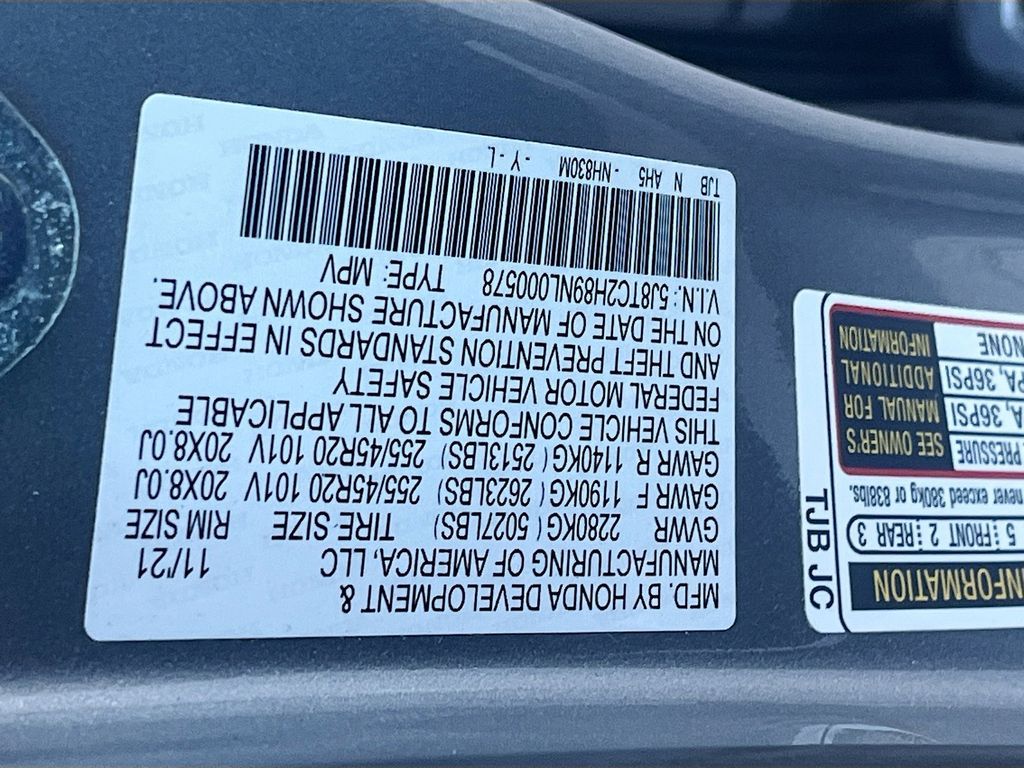 MFD. BY HONDA DEVELOPMENT &
MANUFACTURING OF AMERICA, LLC 11/'21
GVWR 2280KG ( 5027LBS) TIRE SIZE RIM SIZE
GAWR F 1190KG ( 2623LBS) 255/45R20 101V 20X8.0J
GAWR R 1140KG ( 2513LBS) 255/45R20 101V 20X8.0J
THIS VEHICLE CONFORMS TO ALL APPLICABLE
FEDERAL MOTOR VEHICLE SAFETY
AND THEFT PREVENTION STANDARDS IN EFFECT
ON THE DATE OF MANUFACTURE SHOWN ABOVE.
V.I.N.: 5J8TC2H89NL000578 TYPE: MPV
TJB N AH5 - NH830M - Y - L
TJB JC
NFORMATION
5 FRONT 2 REAR 3
never exceed 380kg or 838lbs.
PRESSURE
A, 36PSI
PA, 36PSI
NONE
SEE OWNER'S
MANUAL FOR
ADDITIONAL
INFORMATION